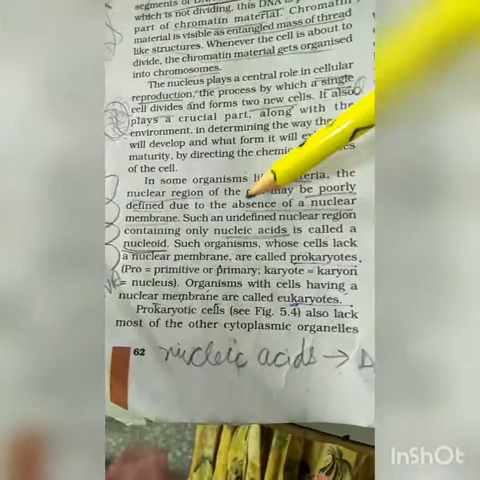 segments of
which is not dividing, this DNA is
part of chromatin material. Chromatin
material is visible as entangled mass of thread
like structures. Whenever the cell is about to
divide, the chromatin material gets organised
into chromosomes.
The nucleus plays a central role in cellular
reproduction, the process by which a single
cell divides and forms two new cells. It also
plays a crucial part, along with the
environment, in determining the way the
will develop and what form it will
maturity, by directing the
of the cell.
In some organisms the
nuclear region of the may be poorly
defined due to the absence of a nuclear
membrane. Such an undefined nuclear region
containing only nucleic acids is called a
nucleoid. Such organisms, whose cells lack
a nuclear membrane, are called prokaryotes.
(Pro = primitive or primary; karyote = karyon
= nucleus). Organisms with cells having a
nuclear membrane are called eukaryotes.
Prokaryotic cells (see Fig. 5.4) also lack
most of the other cytoplasmic organelles
62
nucleic acids → D
InShOt